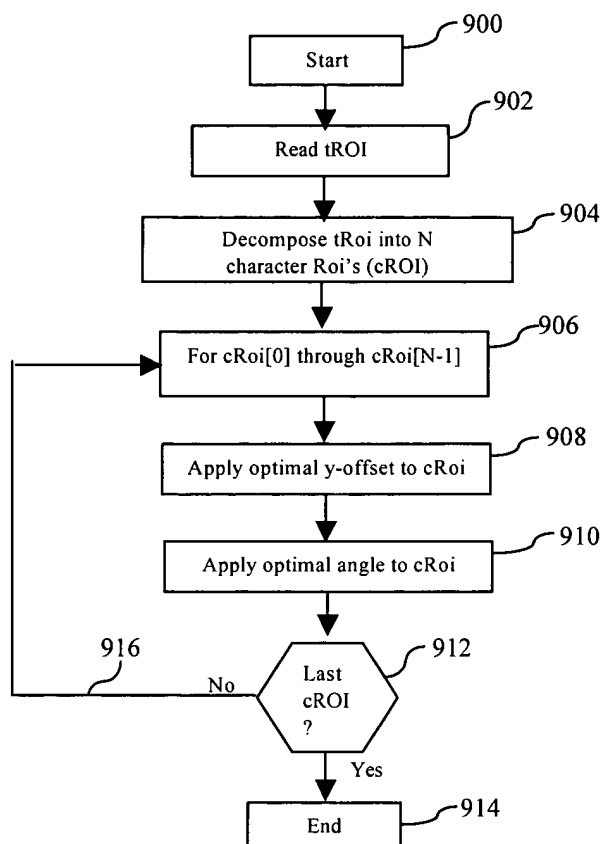 900
Start
902
Read tROI
904
Decompose tRoi into N
character Roi's (cROI)
906
For cRoi[0] through cRoi[N-1]
908
Apply optimal y-offset to cRoi
910
Apply optimal angle to cRoi
916
912
No
Last
cROI
?
Yes
914
End